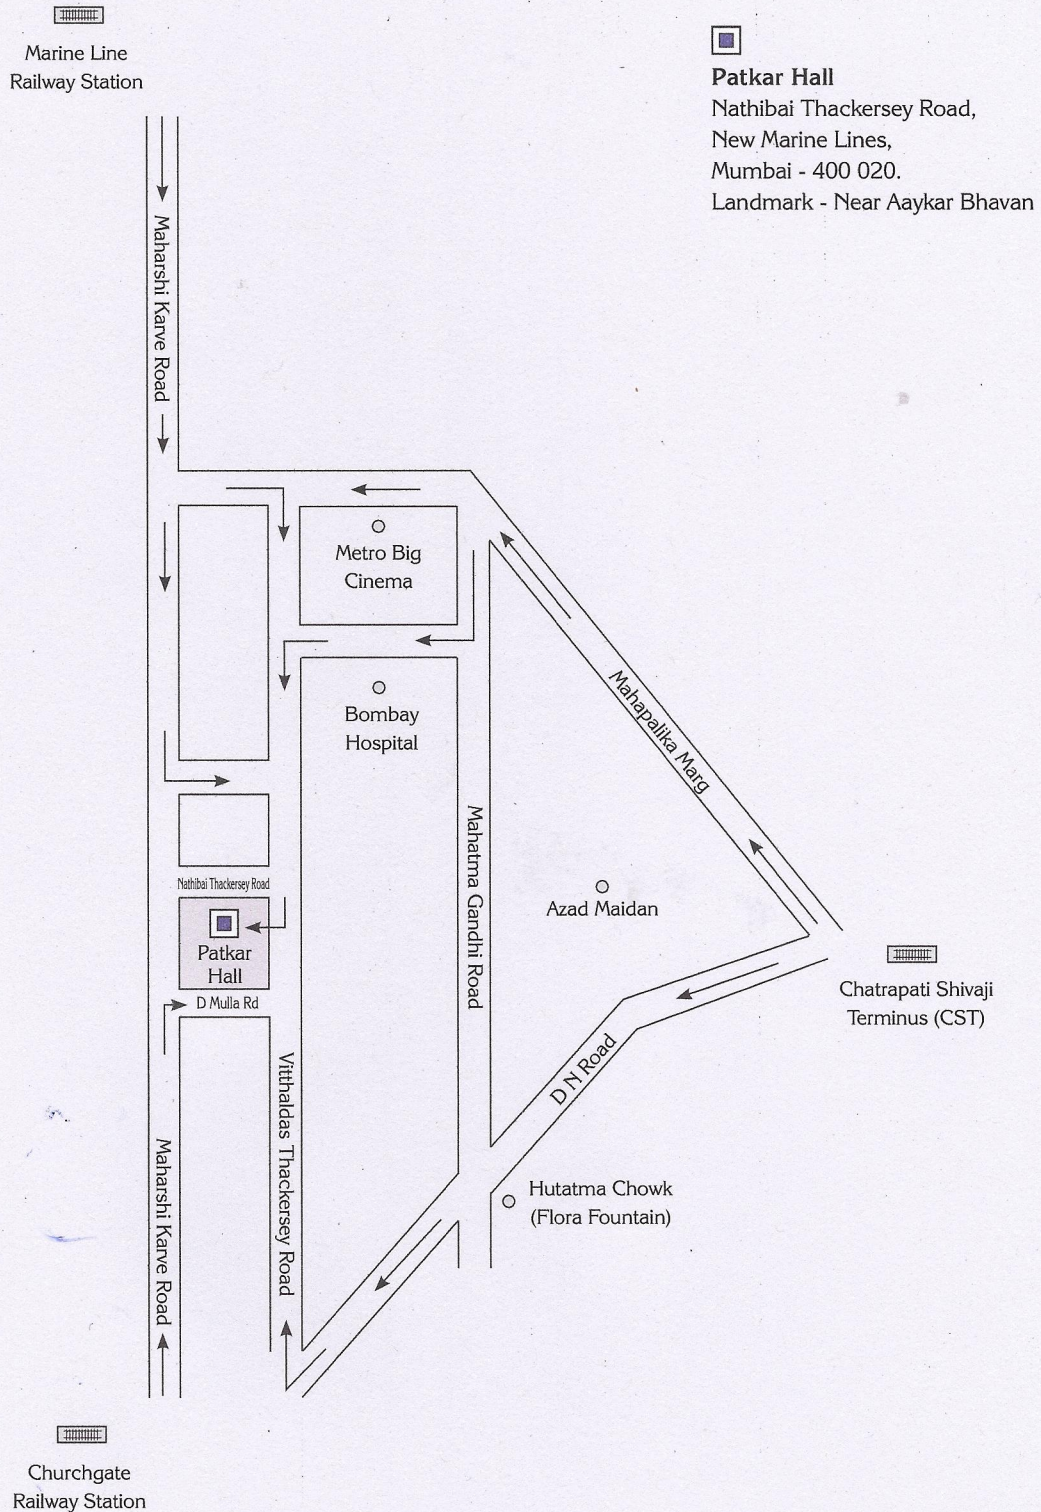 Marine Line
Railway Station
Patkar Hall
Nathibai Thackersey Road,
New Marine Lines,
Mumbai - 400 020.
Landmark - Near Aaykar Bhavan
Maharshi Karve Road
Metro Big
Cinema
Bombay
Hospital
Mahapalika Marg
Mahatma Gandhi Road
Nathibai Thackersey Road
Azad Maidan
Patkar
Hall
D Mulla Rd
Chatrapati Shivaji
Terminus (CST)
D N Road
Vitthaldas Thackersey Road
Maharshi Karve Road
Hutatma Chowk
(Flora Fountain)
Churchgate
Railway Station